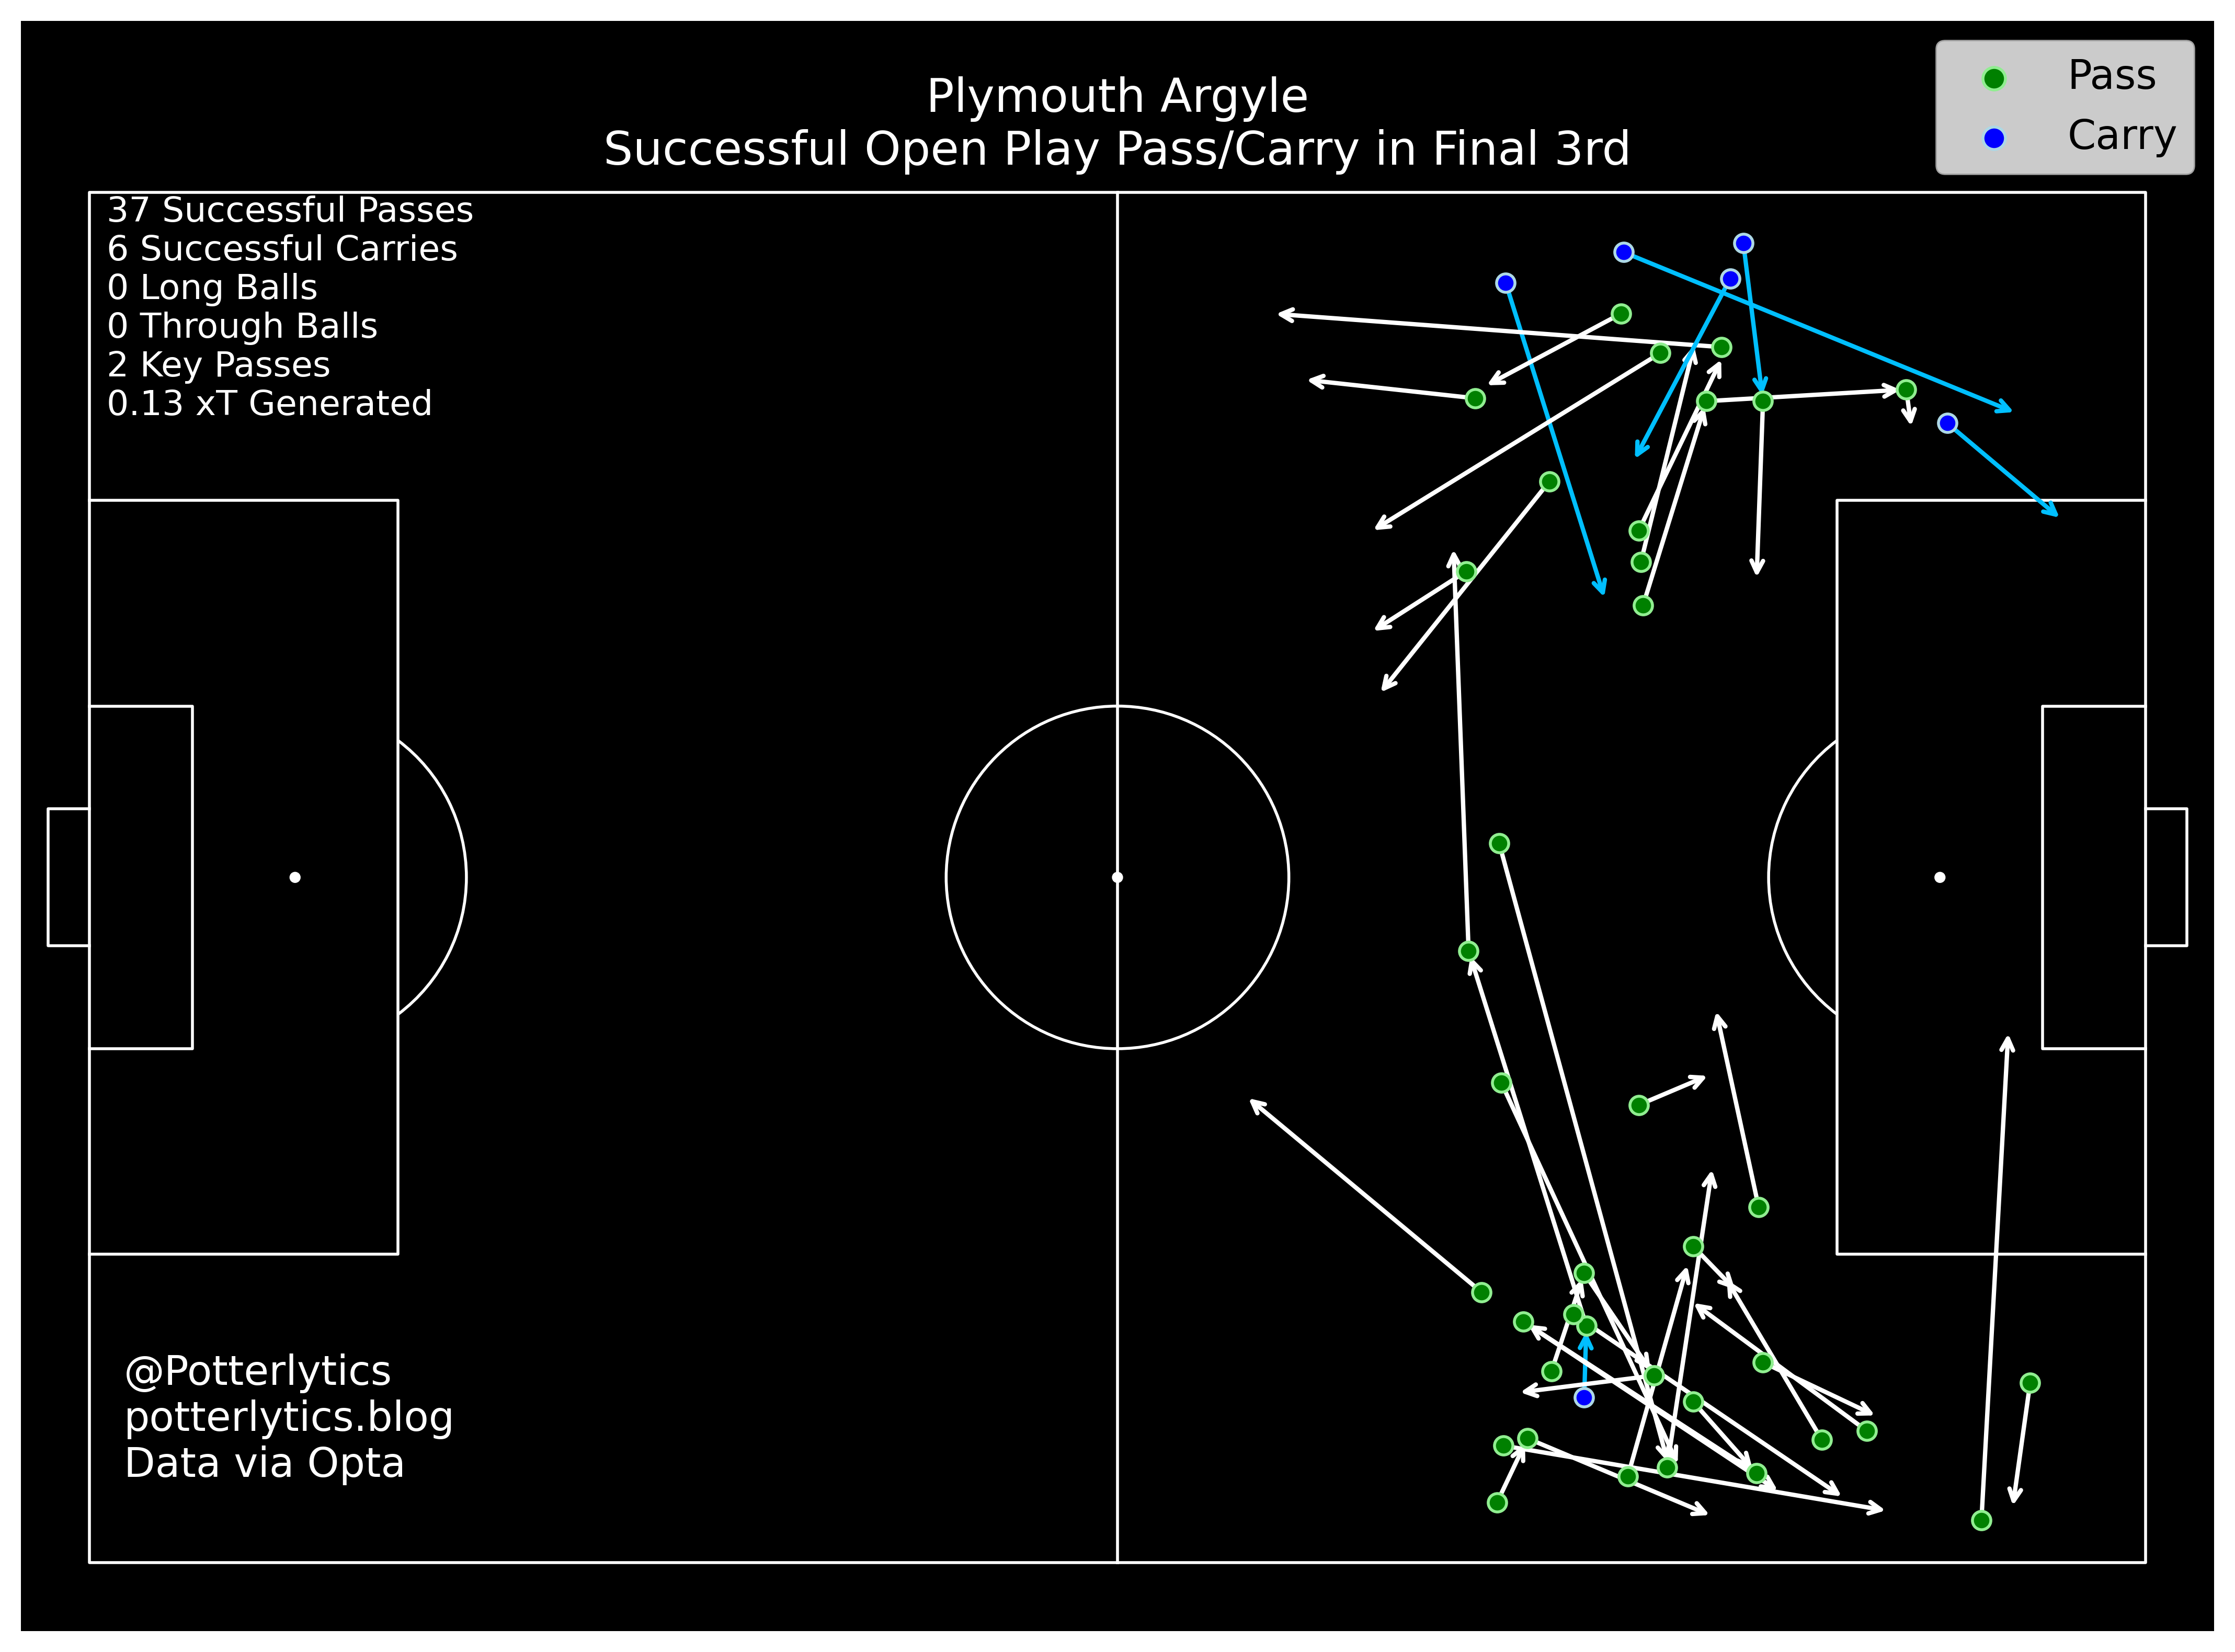 Plymouth Argyle
Successful Open Play Pass/Carry in Final 3rd
Pass
Carry
37 Successful Passes
6 Successful Carries
0 Long Balls
0 Through Balls
2 Key Passes
0.13 xT Generated
@Potterlytics
potterlytics.blog
Data via Opta